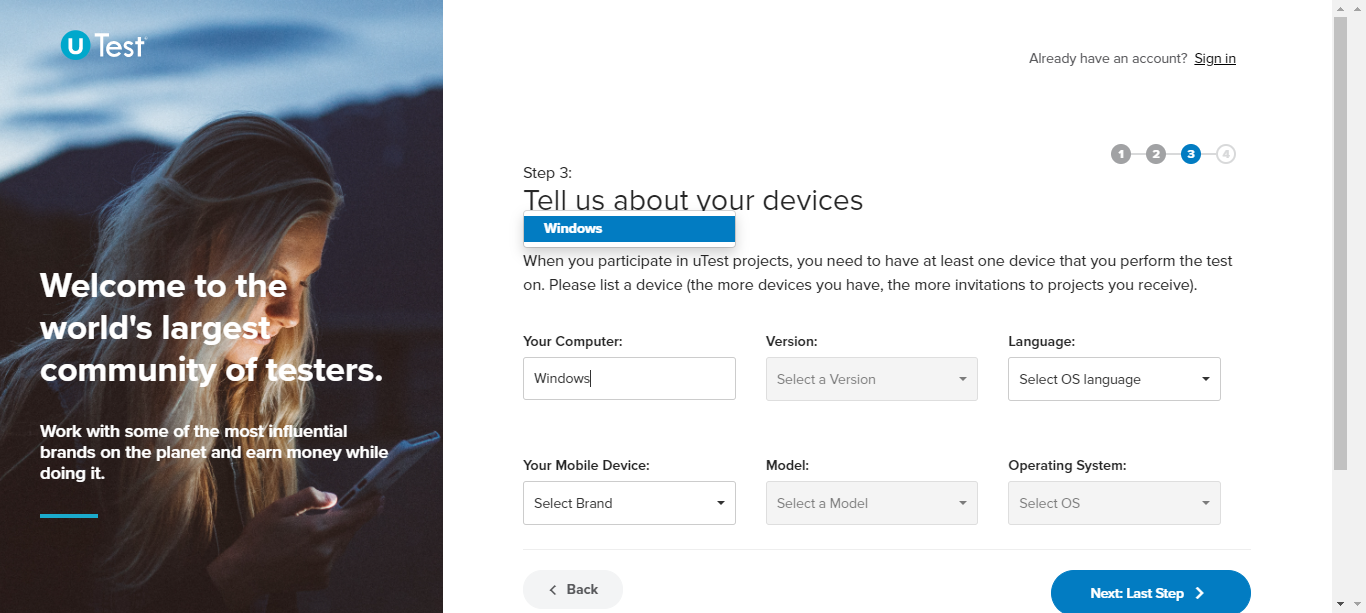 uTest
Already have an account? Sign in
1 2 3 4
Step 3:
Tell us about your devices
Windows
When you participate in uTest projects, you need to have at least one device that you perform the test
on. Please list a device (the more devices you have, the more invitations to projects you receive).
Welcome to the
world's largest
community of testers.
Work with some of the most influential
brands on the planet and earn money while
doing it.
Your Computer: Version: Language:
Windows Select a Version Select OS language
Your Mobile Device: Model: Operating System:
Select Brand Select a Model Select OS
Back Next: Last Step